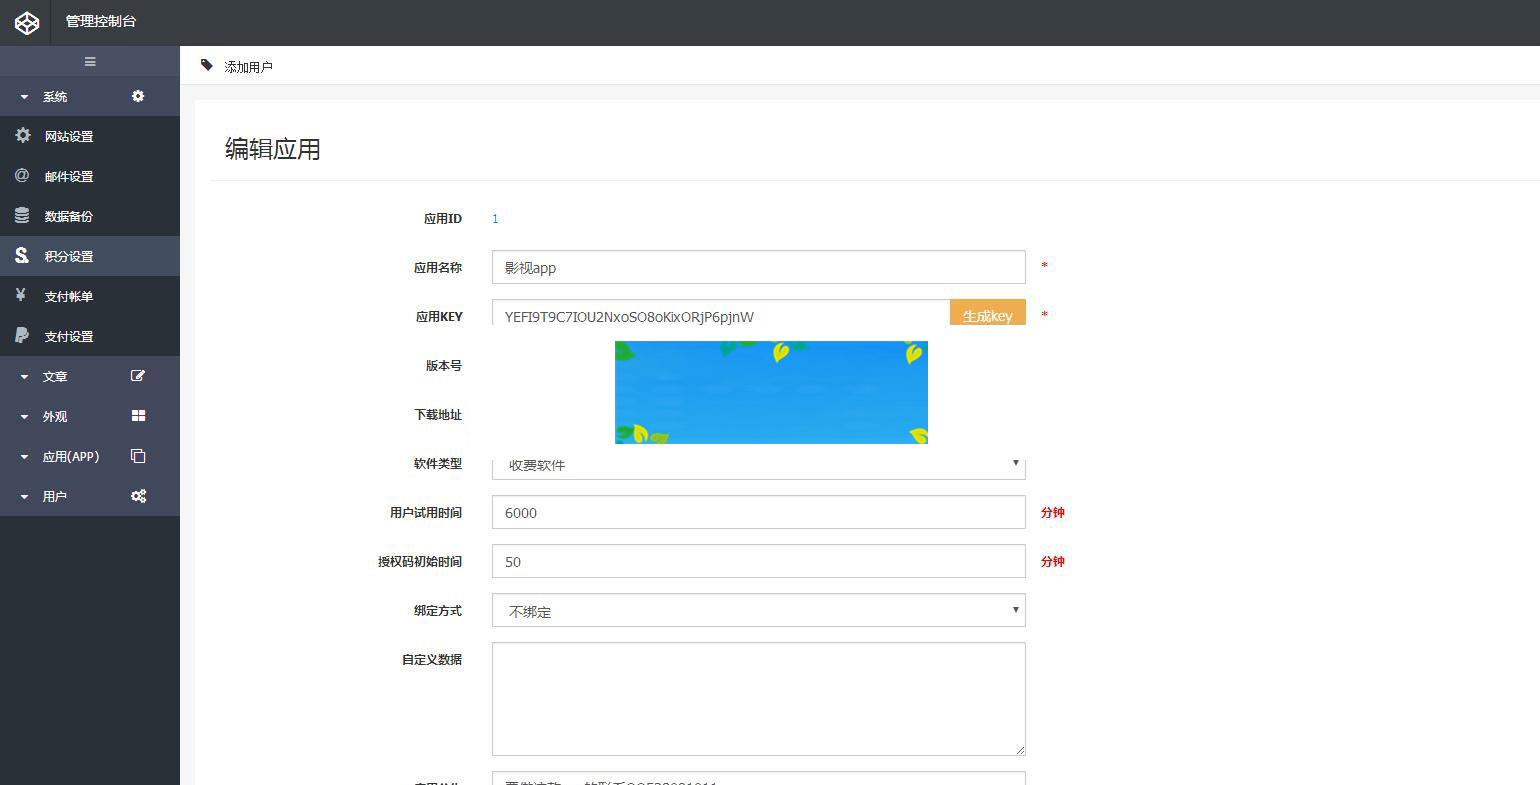 管理控制台
添加用户
系统
网站设置
邮件设置
数据备份
积分设置
支付帐单
支付设置
文章
外观
应用(APP)
用户
编辑应用
应用ID 1
应用名称 影视app *
应用KEY YEFI9T9C7IOU2NxoSO8oKixORjP6pjnW 生成key *
版本号
下载地址
软件类型 收费软件
用户试用时间 6000 分钟
授权码初始时间 50 分钟
绑定方式 不绑定
自定义数据